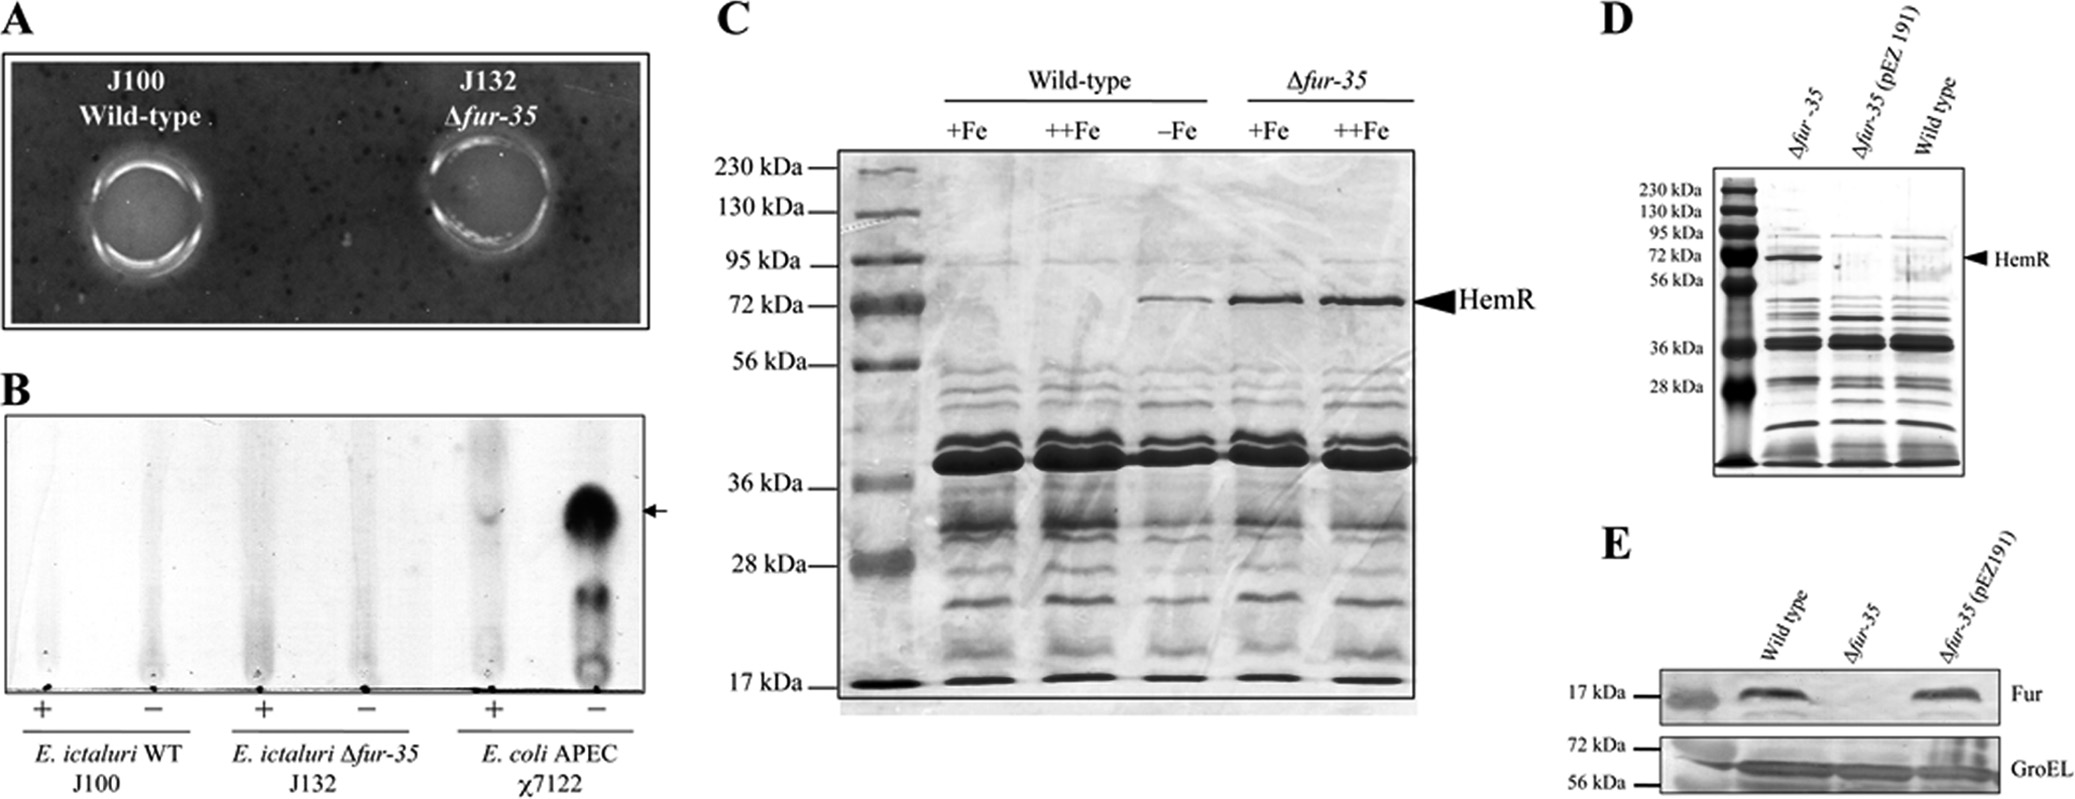 A
J100
Wild-type
J132
Δfur-35
B
+ − + − + −
E. ictaluri WT
J100
E. ictaluri Δfur-35
J132
E. coli APEC
χ7122
C
Wild-type
Δfur-35
+Fe ++Fe –Fe +Fe ++Fe
230 kDa
130 kDa
95 kDa
72 kDa
56 kDa
36 kDa
28 kDa
17 kDa
HemR
D
Δfur -35
Δfur-35 (pEZ 191)
Wild type
230 kDa
130 kDa
95 kDa
72 kDa
56 kDa
36 kDa
28 kDa
HemR
E
Wild type
Δfur-35
Δfur-35 (pEZ191)
17 kDa
Fur
72 kDa
56 kDa
GroEL